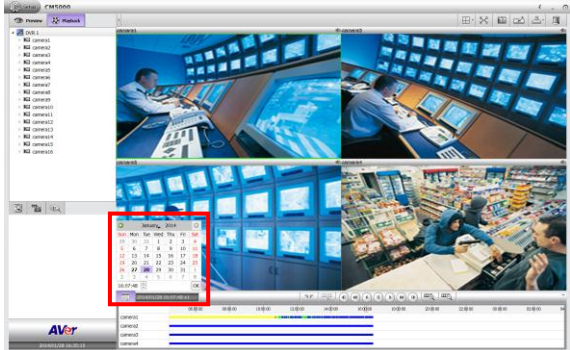 Setup CM5000
Preview Playback
DVR 1
camera1
camera2
camera3
camera4
camera5
camera6
camera7
camera8
camera9
camera10
camera11
camera12
camera13
camera14
camera15
camera16
camera1
January, 2014
Sun Mon Tue Wed Thu Fri Sat
29 30 31 1 2 3 4
5 6 7 8 9 10 11
12 13 14 15 16 17 18
19 20 21 22 23 24 25
26 27 28 29 30 31 1
2 3 4 5 6 7 8
16:07:48 OK
AVer
camera1
camera2
camera3
camera4